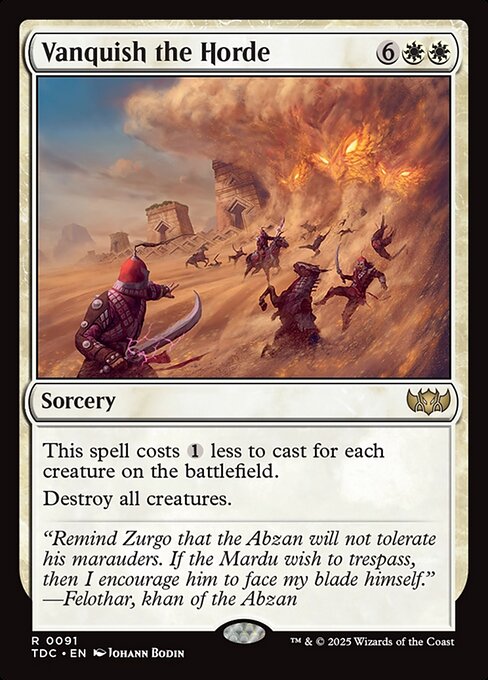 Vanquish the Horde 6
Sorcery
This spell costs 1 less to cast for each
creature on the battlefield.
Destroy all creatures.
“Remind Zurgo that the Abzan will not tolerate
his marauders. If the Mardu wish to trespass,
then I encourage him to face my blade himself.”
—Felothar, khan of the Abzan
R 0091
TDC • EN Johann Bodin
™ & © 2025 Wizards of the Coast